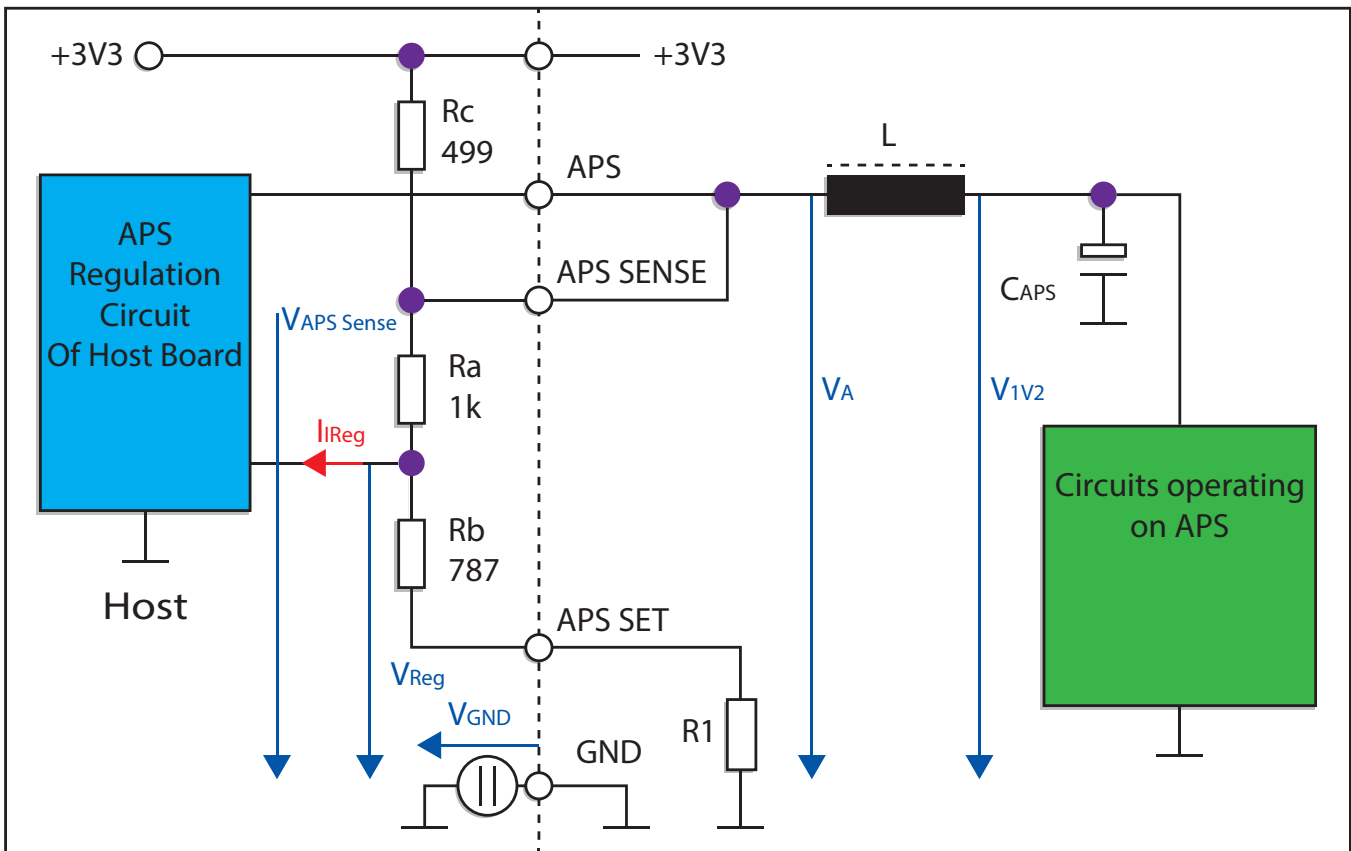 +3V3
+3V3
Rc
499
L
APS
APS
Regulation
Circuit
Of Host Board
APS SENSE
CAPS
VAPS Sense
Ra
1k
VA
V1V2
IIReg
Circuits operating
on APS
Rb
787
Host
APS SET
VReg
VGND
GND
R1